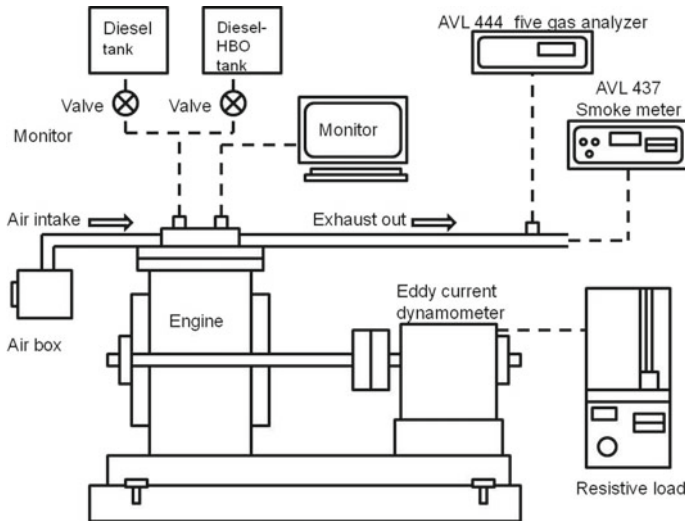 Diesel
tank
Diesel-
HBO
tank
AVL 444 five gas analyzer
AVL 437
Smoke meter
Valve
Valve
Monitor
Monitor
Air intake
Exhaust out
Eddy current
dynamometer
Engine
Air box
Resistive load